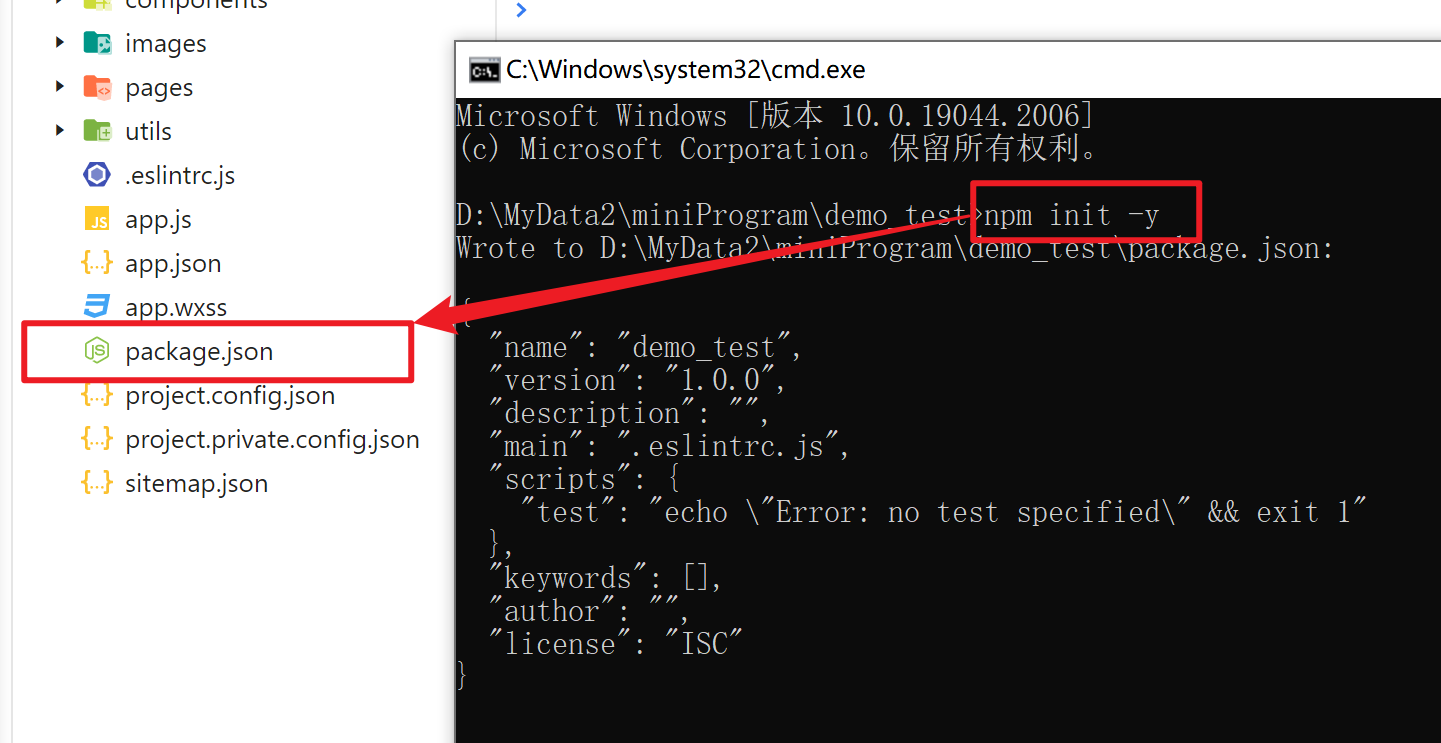 components
images
pages
utils
.eslintrc.js
app.js
app.json
app.wxss
package.json
project.config.json
project.private.config.json
sitemap.json
C:\Windows\system32\cmd.exe
Microsoft Windows [版本 10.0.19044.2006]
(c) Microsoft Corporation。保留所有权利。
D:\MyData2\miniProgram\demo_test>npm init -y
Wrote to D:\MyData2\miniProgram\demo_test\package.json:
{
"name": "demo_test",
"version": "1.0.0",
"description": "",
"main": ".eslintrc.js",
"scripts": {
"test": "echo \"Error: no test specified\" && exit 1"
},
"keywords": [],
"author": "",
"license": "ISC"
}